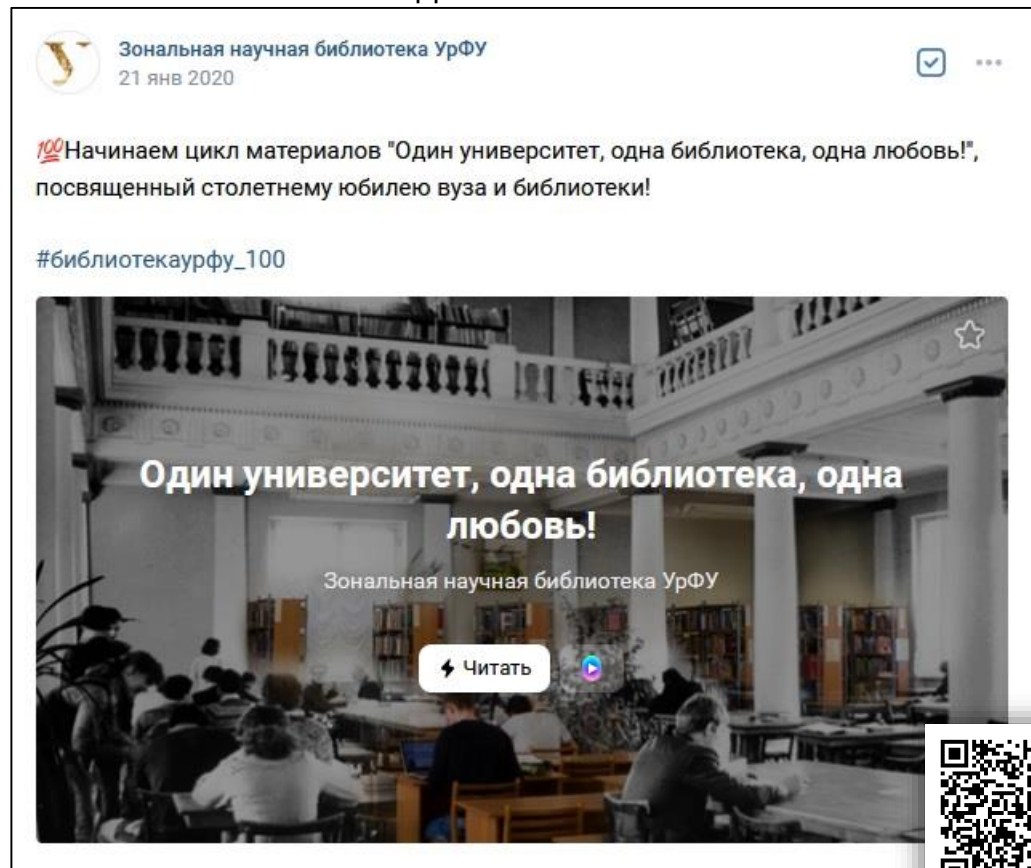 Зональная научная библиотека УрФУ
21 янв 2020
💯Начинаем цикл материалов "Один университет, одна библиотека, одна любовь!",
посвященный столетнему юбилею вуза и библиотеки!
#библиотекаурфу_100
Один университет, одна библиотека, одна
любовь!
Зональная научная библиотека УрФУ
Читать